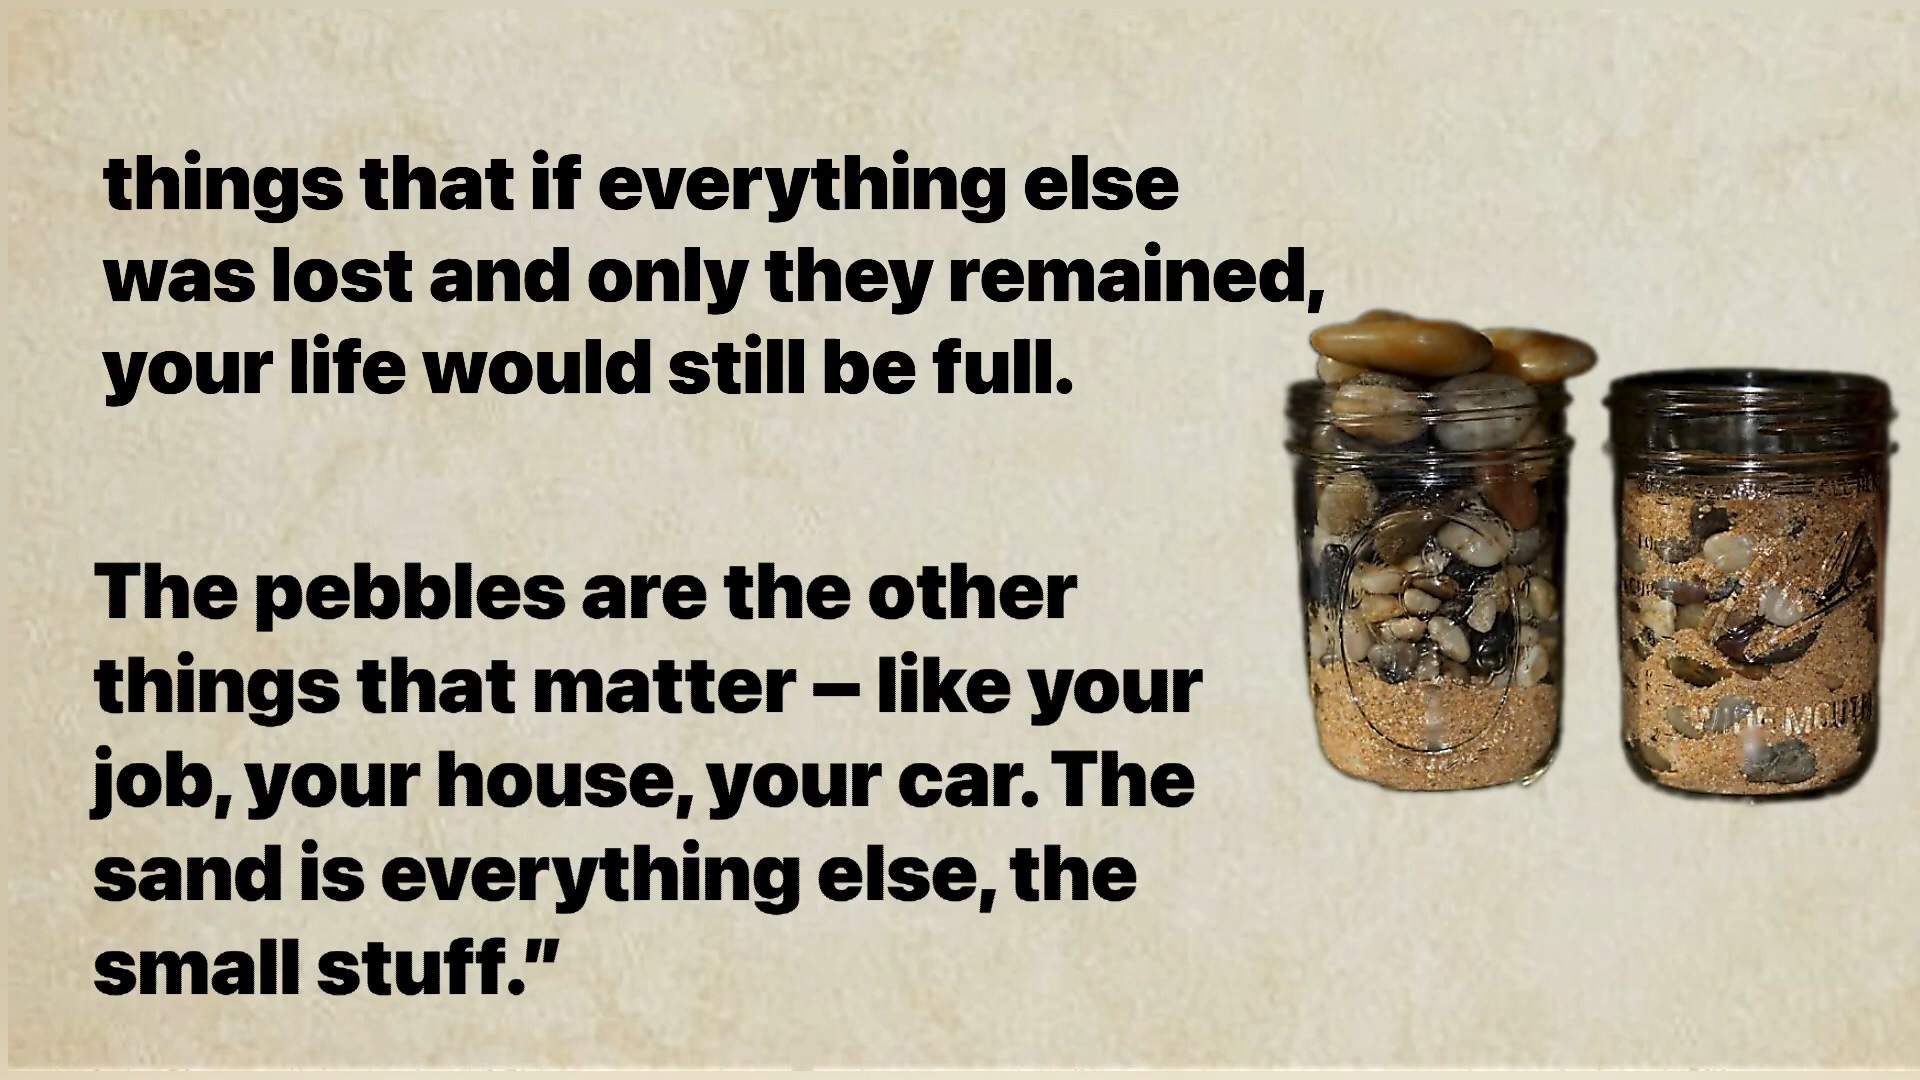 things that if everything else
was lost and only they remained,
your life would still be full.
The pebbles are the other
things that matter – like your
job, your house, your car. The
sand is everything else, the
small stuff.”
WIDE MOUTH